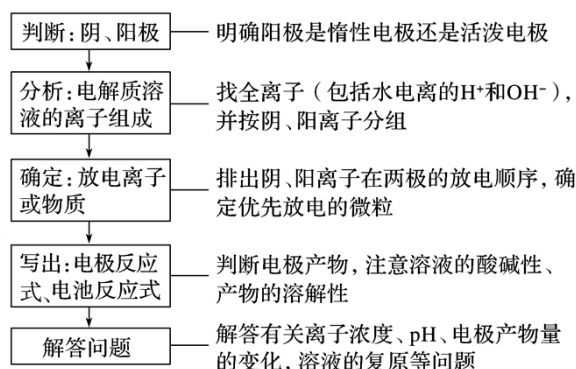 判断:阴、阳极
明确阳极是惰性电极还是活泼电极
分析:电解质溶
液的离子组成
找全离子（包括水电离的H⁺和OH⁻）,
并按阴、阳离子分组
确定:放电离子
或物质
排出阴、阳离子在两极的放电顺序,确
定优先放电的微粒
写出:电极反应
式、电池反应式
判断电极产物,注意溶液的酸碱性、
产物的溶解性
解答问题
解答有关离子浓度、pH、电极产物量
的变化,溶液的复原等问题